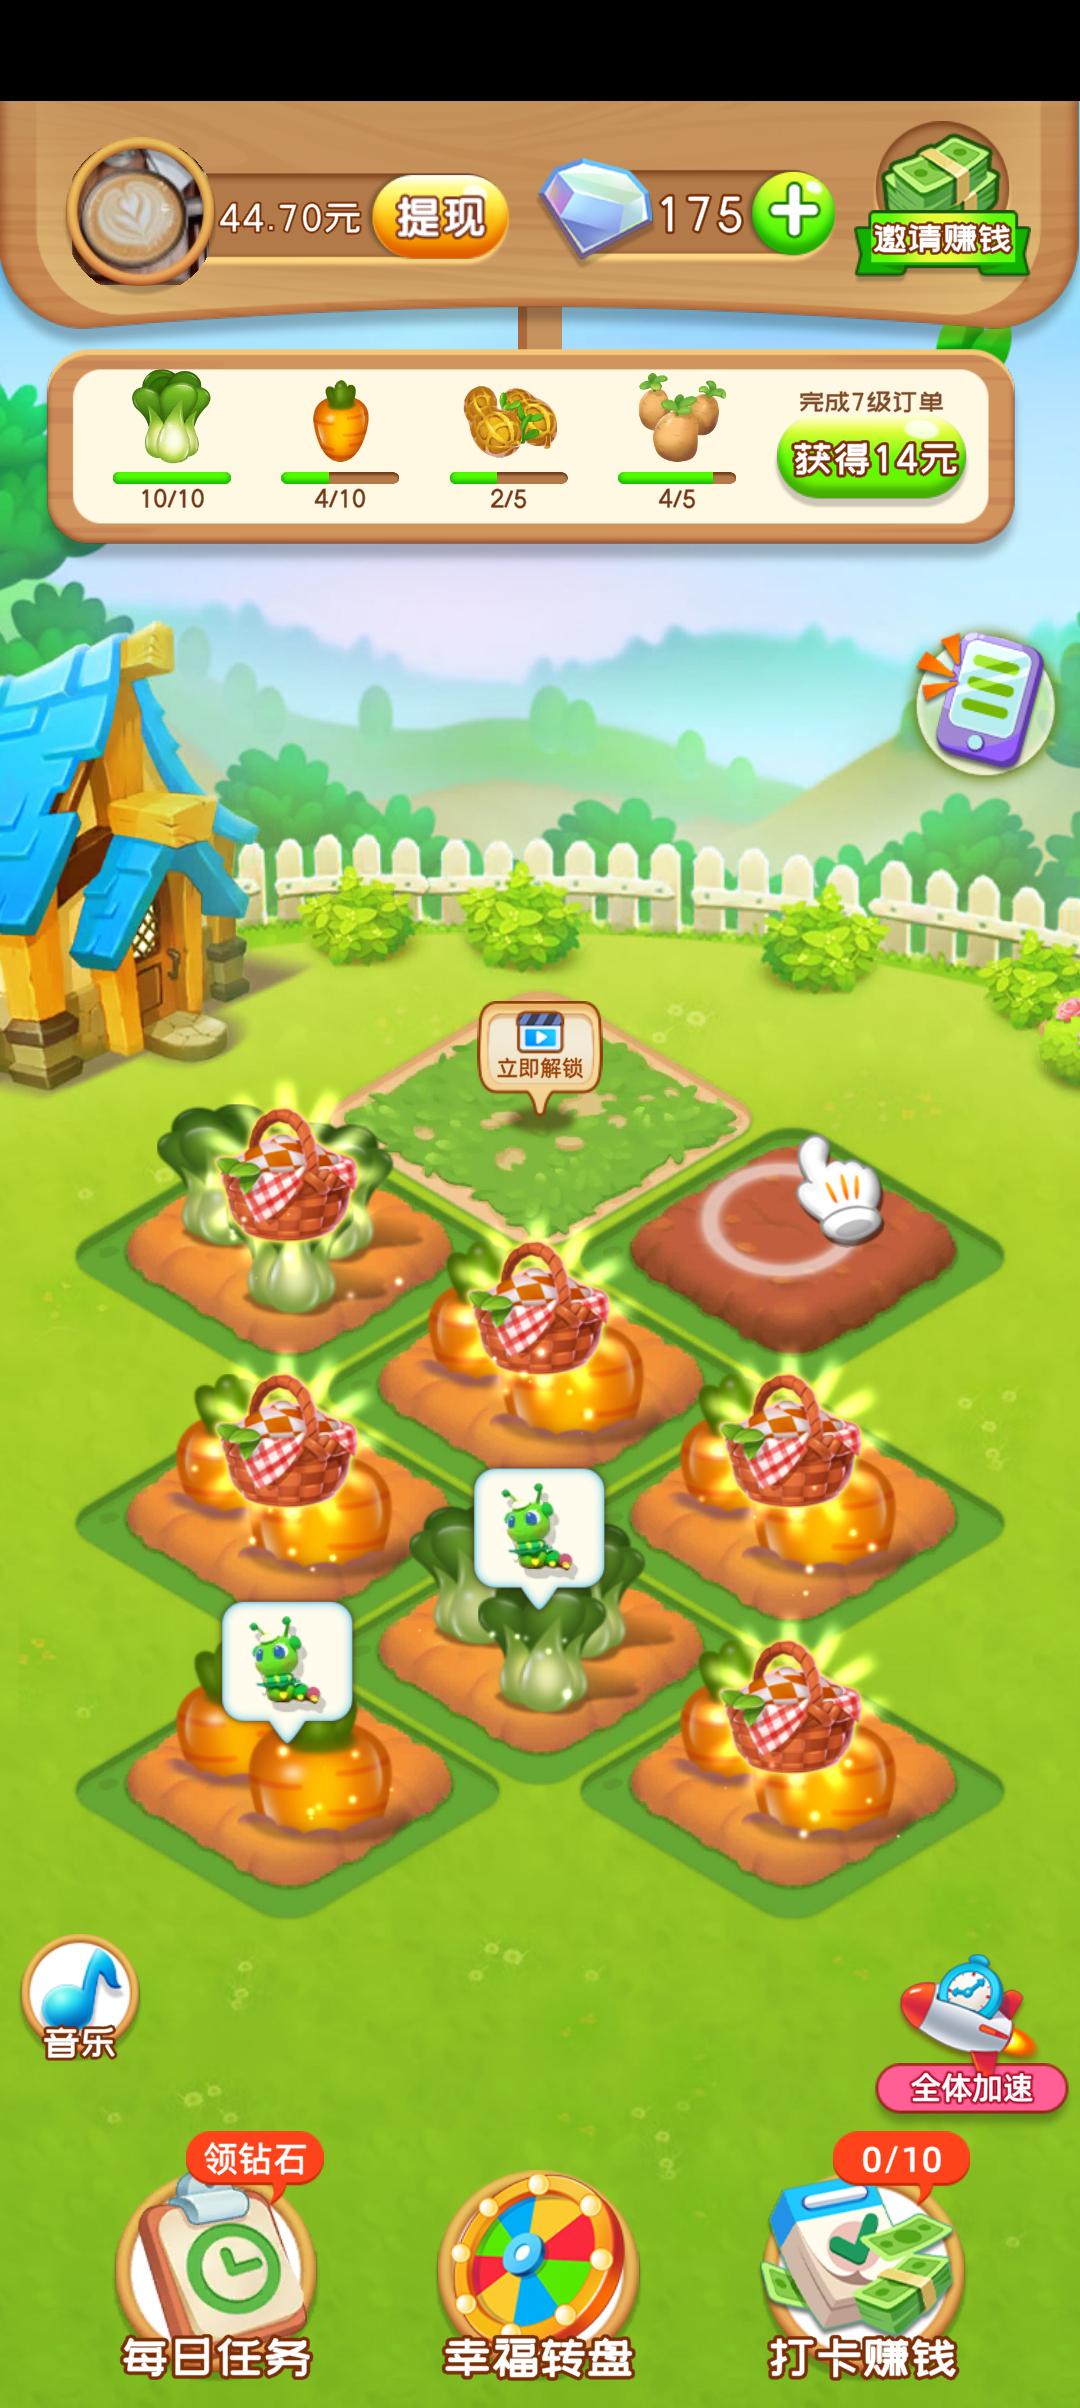 44.70元
提现
175
邀请赚钱
完成7级订单
获得14元
10/10
4/10
2/5
4/5
立即解锁
音乐
全体加速
领钻石
0/10
每日任务
幸福转盘
打卡赚钱